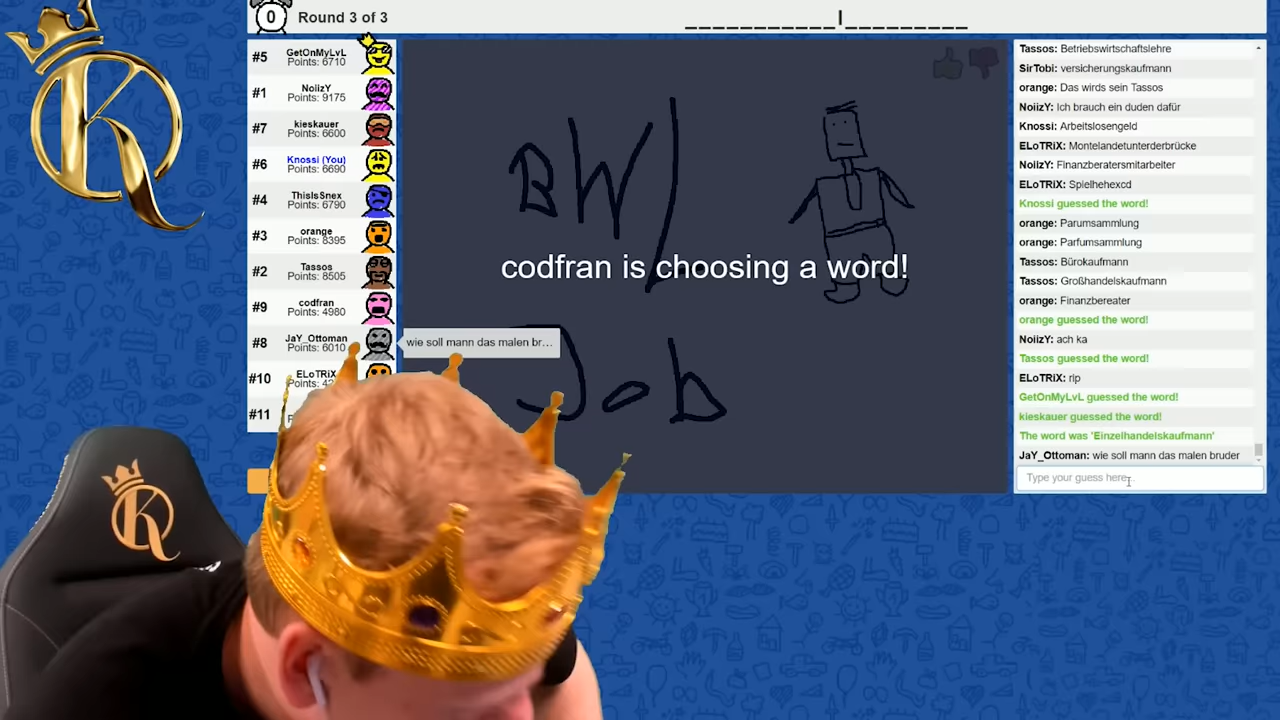 0
Round 3 of 3
___________l_________
#5 GetOnMyLvL
Points: 6710
#1 NoiizY
Points: 9175
#7 kieskauer
Points: 6600
#6 Knossi (You)
Points: 6690
#4 ThisIsSnex
Points: 6790
#3 orange
Points: 8395
#2 Tassos
Points: 8505
#9 codfran
Points: 4980
#8 JaY_Ottoman
Points: 6010
#10 ELoTRiX
#11
BWl
Job
codfran is choosing a word!
wie soll mann das malen br...
Tassos: Betriebswirtschaftslehre
SirTobi: versicherungskaufmann
orange: Das wirds sein Tassos
NoiizY: Ich brauch ein duden dafür
Knossi: Arbeitslosengeld
ELoTRiX: Montelandetunterderbrücke
NoiizY: Finanzberatersmitarbeiter
ELoTRiX: Spielhehexcd
Knossi guessed the word!
orange: Parumsammlung
orange: Parfumsammlung
Tassos: Bürokaufmann
Tassos: Großhandelskaufmann
orange: Finanzbereater
orange guessed the word!
NoiizY: ach ka
Tassos guessed the word!
ELoTRiX: rip
GetOnMyLvL guessed the word!
kieskauer guessed the word!
The word was 'Einzelhandelskaufmann'
JaY_Ottoman: wie soll mann das malen bruder
Type your guess here...
K
K